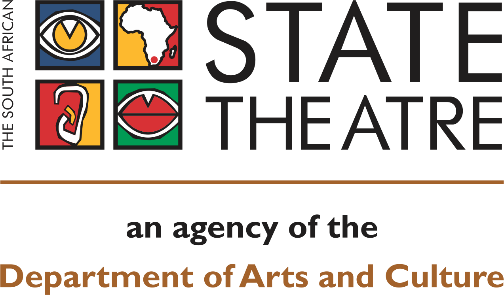 THE SOUTH AFRICAN
STATE
THEATRE
an agency of the
Department of Arts and Culture